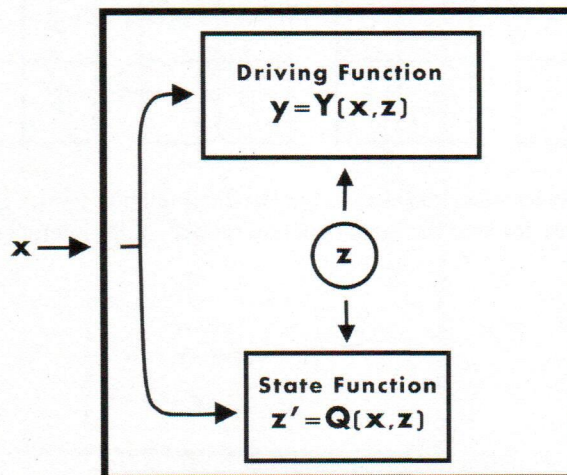 Driving Function
y=Y(x,z)
x
z
State Function
z'=Q(x,z)